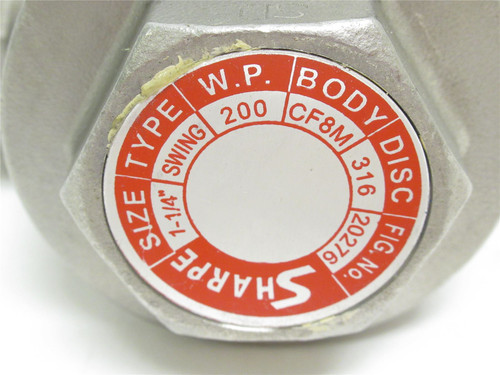 SIZE TYPE W.P. BODY DISC FIG. No.
1-1/4" SWING 200 CF8M 316 20276
SHARPE